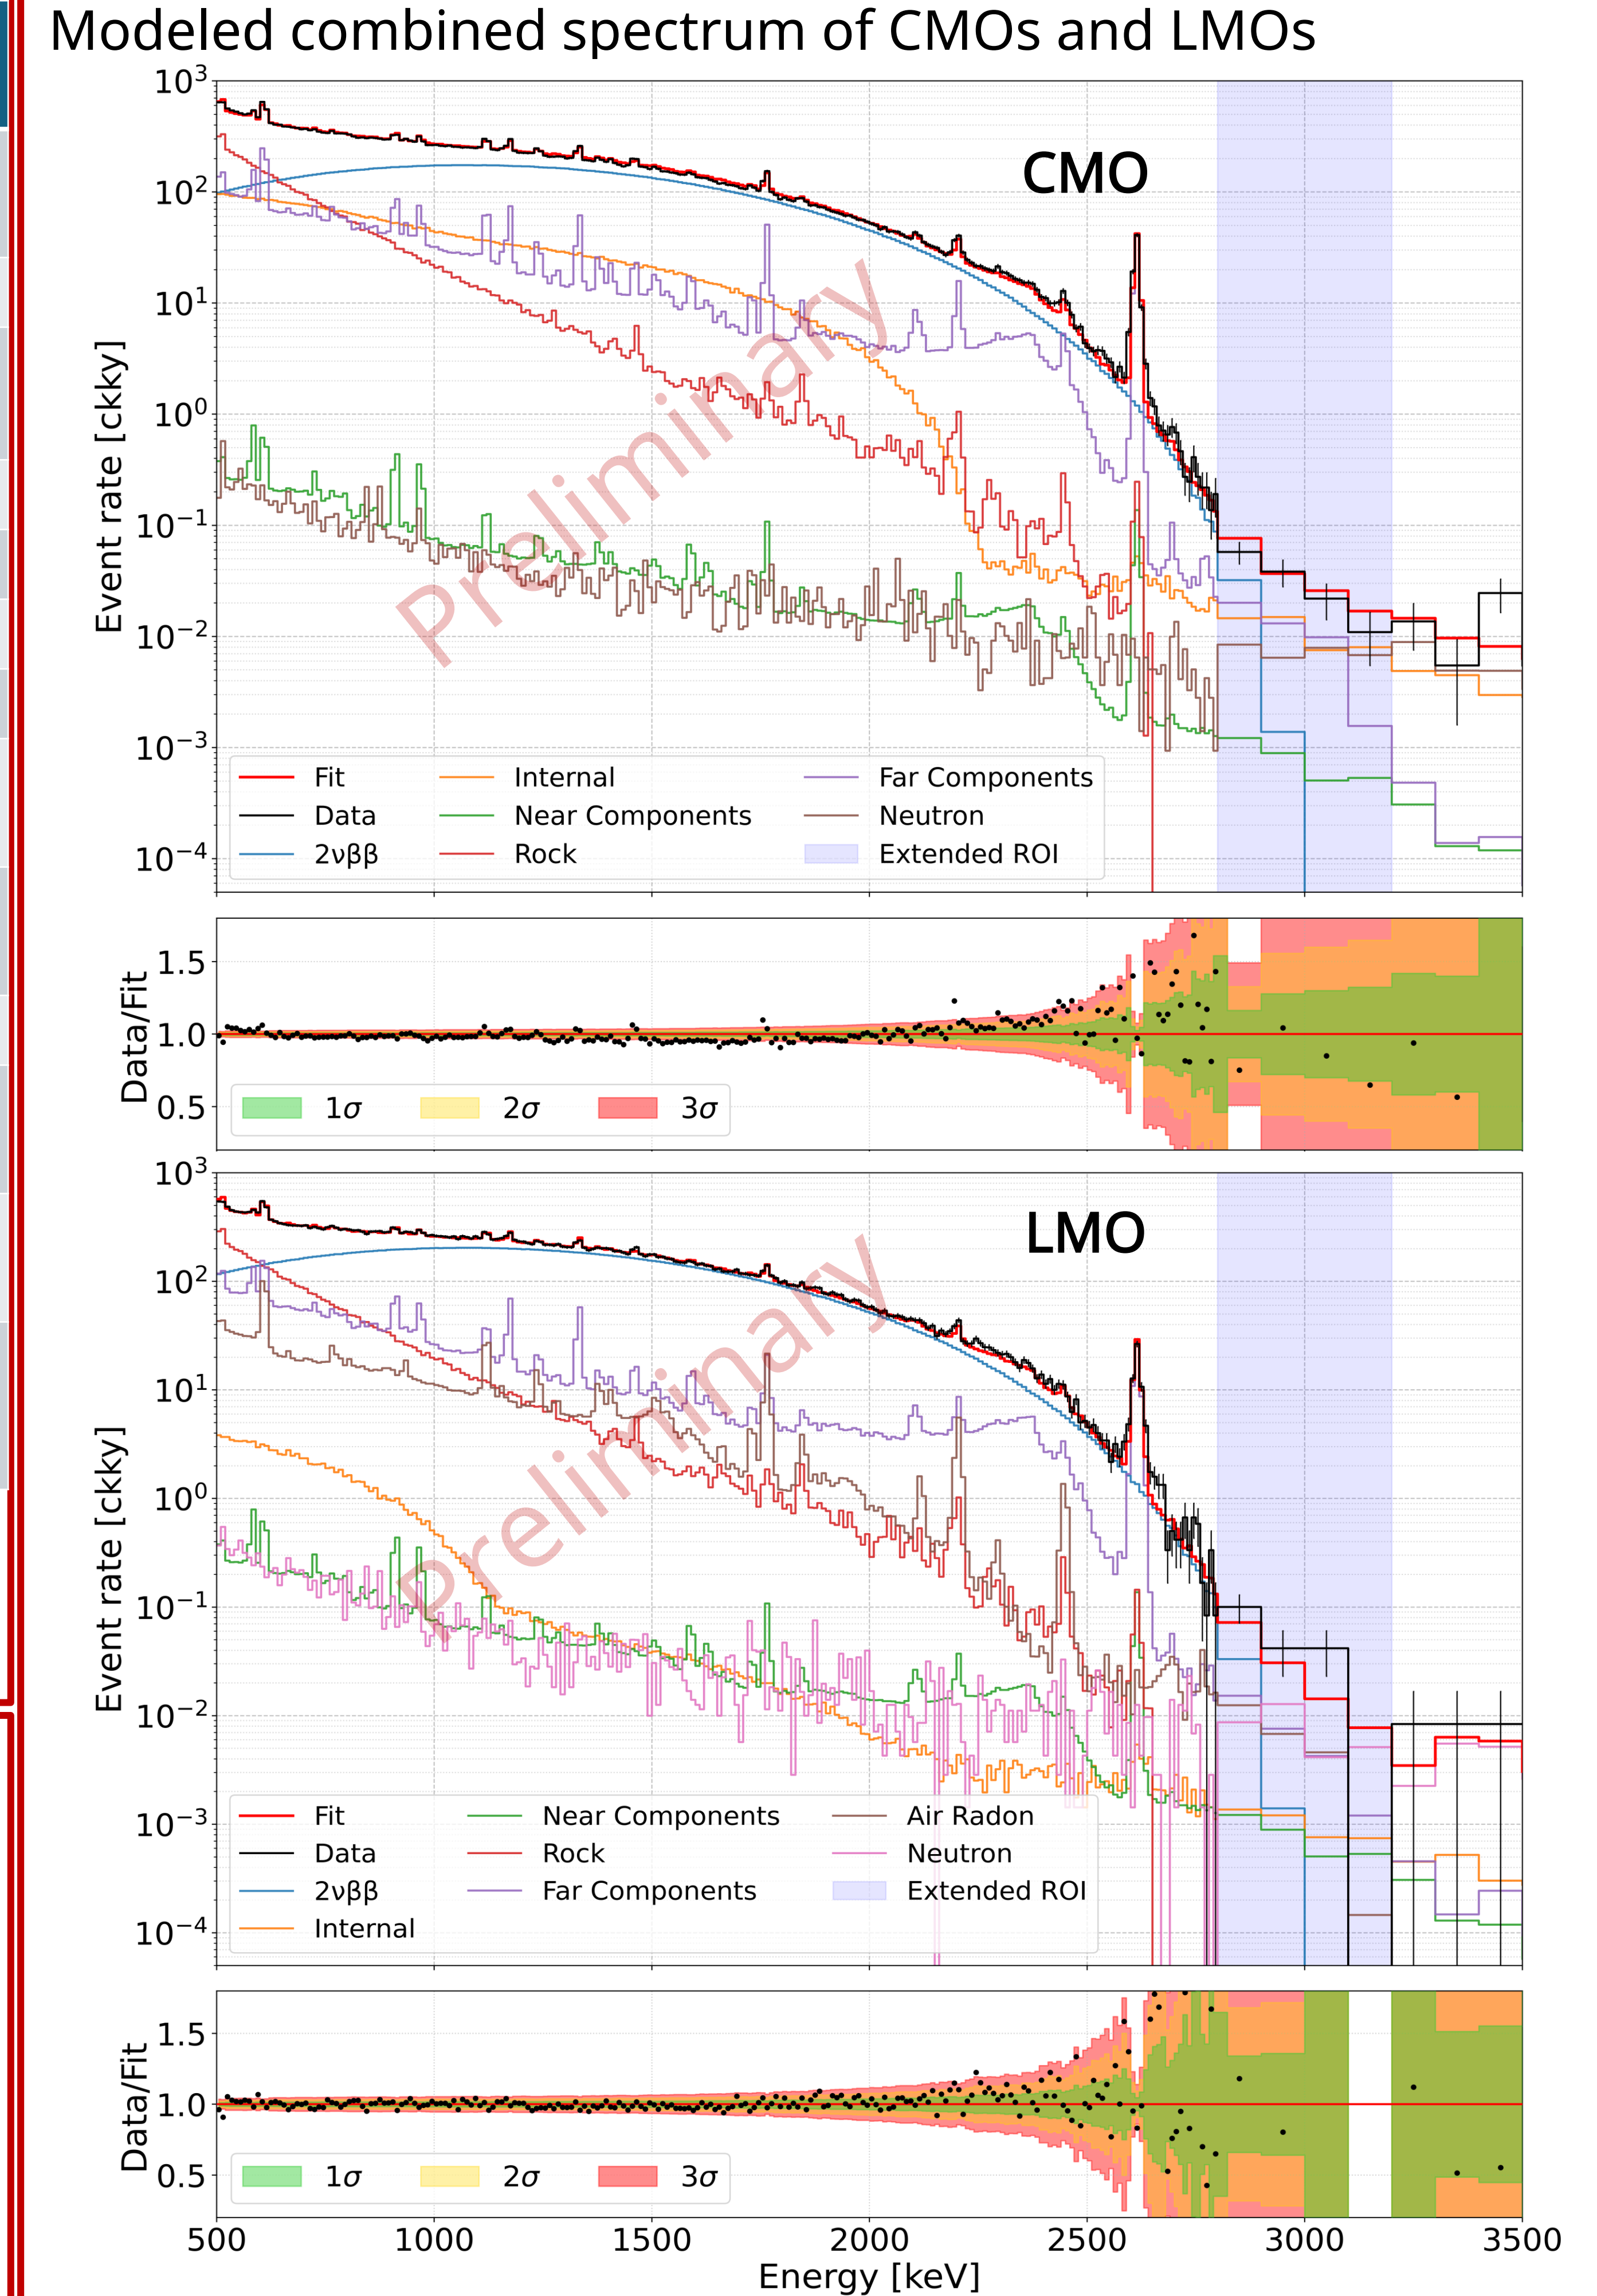 Modeled combined spectrum of CMOs and LMOs
10³
10²
10¹
10⁰
10⁻¹
10⁻²
10⁻³
10⁻⁴
Event rate [ckky]
CMO
Preliminary
Fit
Data
2νββ
Internal
Near Components
Rock
Far Components
Neutron
Extended ROI
1.5
1.0
0.5
Data/Fit
1σ 2σ 3σ
10³
10²
10¹
10⁰
10⁻¹
10⁻²
10⁻³
10⁻⁴
Event rate [ckky]
LMO
Preliminary
Fit
Data
2νββ
Internal
Near Components
Rock
Far Components
Air Radon
Neutron
Extended ROI
1.5
1.0
0.5
Data/Fit
1σ 2σ 3σ
500 1000 1500 2000 2500 3000 3500
Energy [keV]